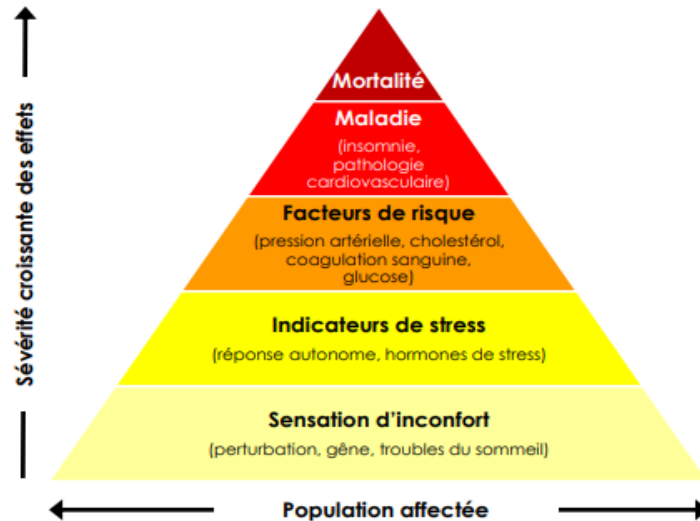 Sévérité croissante des effets
Mortalité
Maladie
(insomnie,
pathologie
cardiovasculaire)
Facteurs de risque
(pression artérielle, cholestérol,
coagulation sanguine,
glucose)
Indicateurs de stress
(réponse autonome, hormones de stress)
Sensation d'inconfort
(perturbation, gêne, troubles du sommeil)
Population affectée